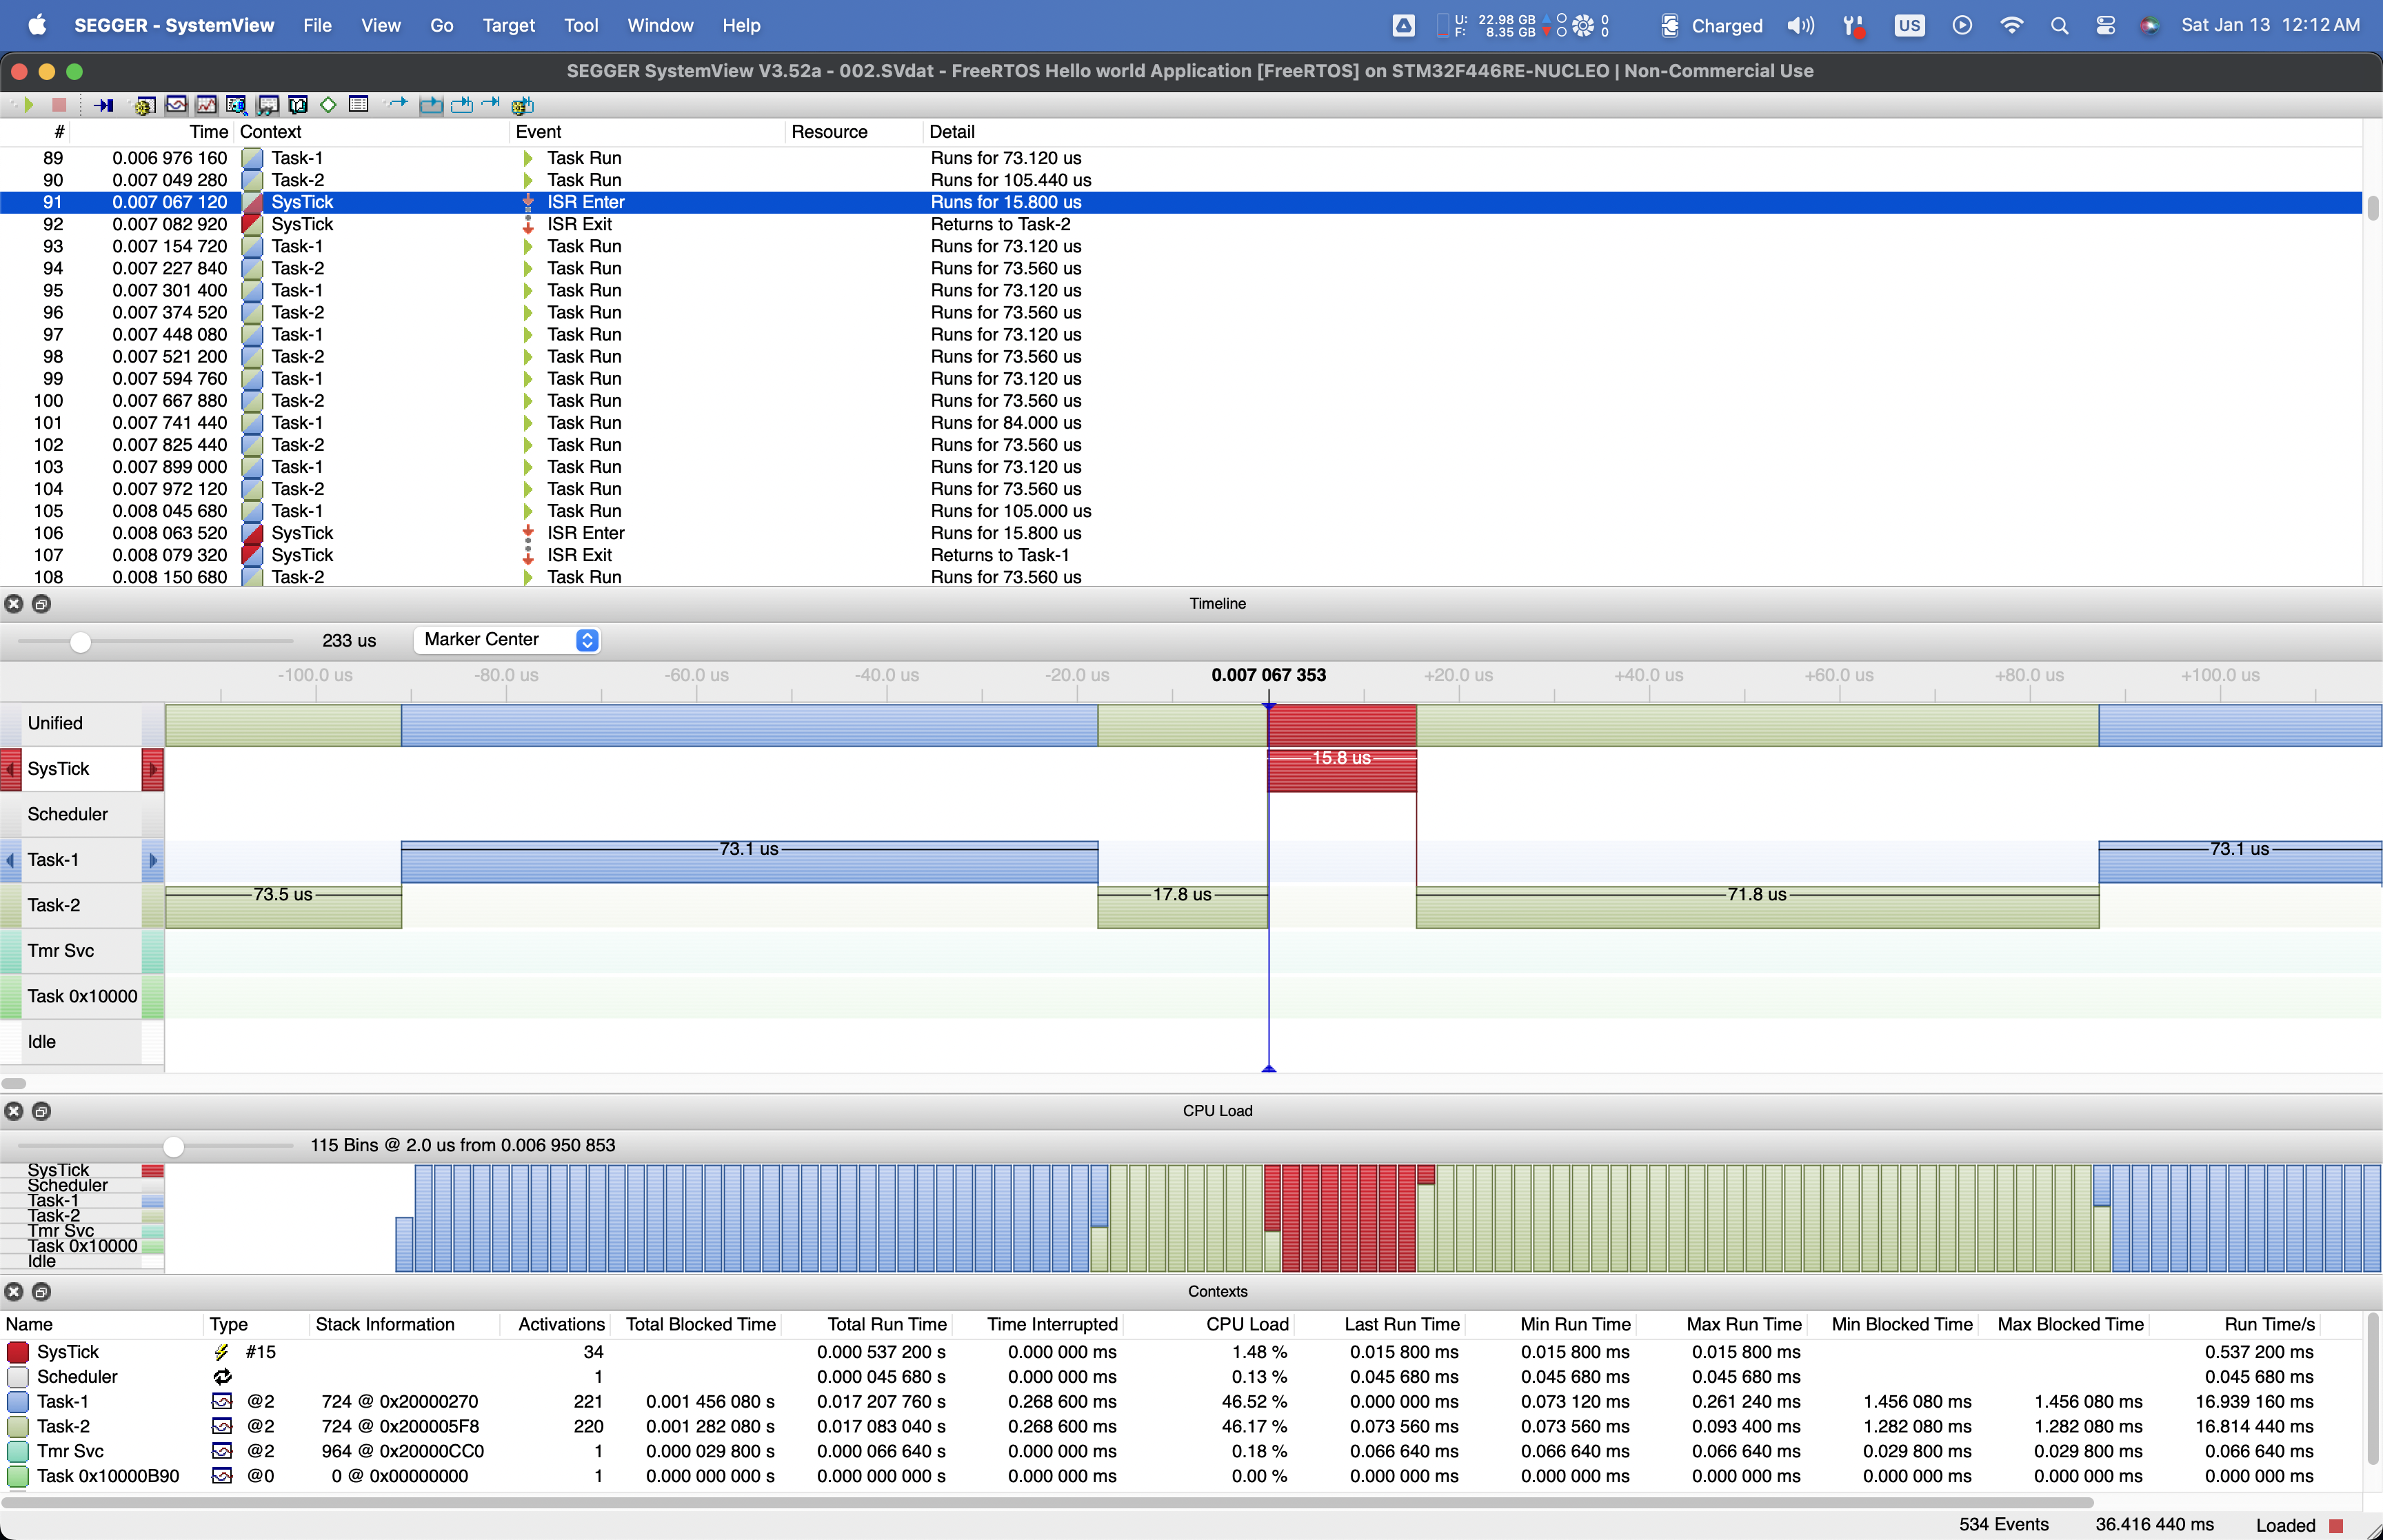 SEGGER - SystemView File View Go Target Tool Window Help U: 22.98 GB F: 8.35 GB 0 0 Charged US Sat Jan 13 12:12 AM
SEGGER SystemView V3.52a - 002.SVdat - FreeRTOS Hello world Application [FreeRTOS] on STM32F446RE-NUCLEO | Non-Commercial Use
# Time Context Event Resource Detail
89 0.006 976 160 Task-1 Task Run Runs for 73.120 us
90 0.007 049 280 Task-2 Task Run Runs for 105.440 us
91 0.007 067 120 SysTick ISR Enter Runs for 15.800 us
92 0.007 082 920 SysTick ISR Exit Returns to Task-2
93 0.007 154 720 Task-1 Task Run Runs for 73.120 us
94 0.007 227 840 Task-2 Task Run Runs for 73.560 us
95 0.007 301 400 Task-1 Task Run Runs for 73.120 us
96 0.007 374 520 Task-2 Task Run Runs for 73.560 us
97 0.007 448 080 Task-1 Task Run Runs for 73.120 us
98 0.007 521 200 Task-2 Task Run Runs for 73.560 us
99 0.007 594 760 Task-1 Task Run Runs for 73.120 us
100 0.007 667 880 Task-2 Task Run Runs for 73.560 us
101 0.007 741 440 Task-1 Task Run Runs for 84.000 us
102 0.007 825 440 Task-2 Task Run Runs for 73.560 us
103 0.007 899 000 Task-1 Task Run Runs for 73.120 us
104 0.007 972 120 Task-2 Task Run Runs for 73.560 us
105 0.008 045 680 Task-1 Task Run Runs for 105.000 us
106 0.008 063 520 SysTick ISR Enter Runs for 15.800 us
107 0.008 079 320 SysTick ISR Exit Returns to Task-1
108 0.008 150 680 Task-2 Task Run Runs for 73.560 us
Timeline
233 us Marker Center
-100.0 us -80.0 us -60.0 us -40.0 us -20.0 us 0.007 067 353 +20.0 us +40.0 us +60.0 us +80.0 us +100.0 us
Unified
SysTick 15.8 us
Scheduler
Task-1 73.1 us 73.1 us
Task-2 73.5 us 17.8 us 71.8 us
Tmr Svc
Task 0x10000
Idle
CPU Load
115 Bins @ 2.0 us from 0.006 950 853
SysTick
Scheduler
Task-1
Task-2
Tmr Svc
Task 0x10000
Idle
Contexts
Name Type Stack Information Activations Total Blocked Time Total Run Time Time Interrupted CPU Load Last Run Time Min Run Time Max Run Time Min Blocked Time Max Blocked Time Run Time/s
SysTick #15 34 0.000 537 200 s 0.000 000 ms 1.48 % 0.015 800 ms 0.015 800 ms 0.015 800 ms 0.537 200 ms
Scheduler 1 0.000 045 680 s 0.000 000 ms 0.13 % 0.045 680 ms 0.045 680 ms 0.045 680 ms 0.045 680 ms
Task-1 @2 724 @ 0x20000270 221 0.001 456 080 s 0.017 207 760 s 0.268 600 ms 46.52 % 0.000 000 ms 0.073 120 ms 0.261 240 ms 1.456 080 ms 1.456 080 ms 16.939 160 ms
Task-2 @2 724 @ 0x200005F8 220 0.001 282 080 s 0.017 083 040 s 0.268 600 ms 46.17 % 0.073 560 ms 0.073 560 ms 0.093 400 ms 1.282 080 ms 1.282 080 ms 16.814 440 ms
Tmr Svc @2 964 @ 0x20000CC0 1 0.000 029 800 s 0.000 066 640 s 0.000 000 ms 0.18 % 0.066 640 ms 0.066 640 ms 0.066 640 ms 0.029 800 ms 0.029 800 ms 0.066 640 ms
Task 0x10000B90 @0 0 @ 0x00000000 1 0.000 000 000 s 0.000 000 000 s 0.000 000 ms 0.00 % 0.000 000 ms 0.000 000 ms 0.000 000 ms 0.000 000 ms 0.000 000 ms 0.000 000 ms
534 Events 36.416 440 ms Loaded